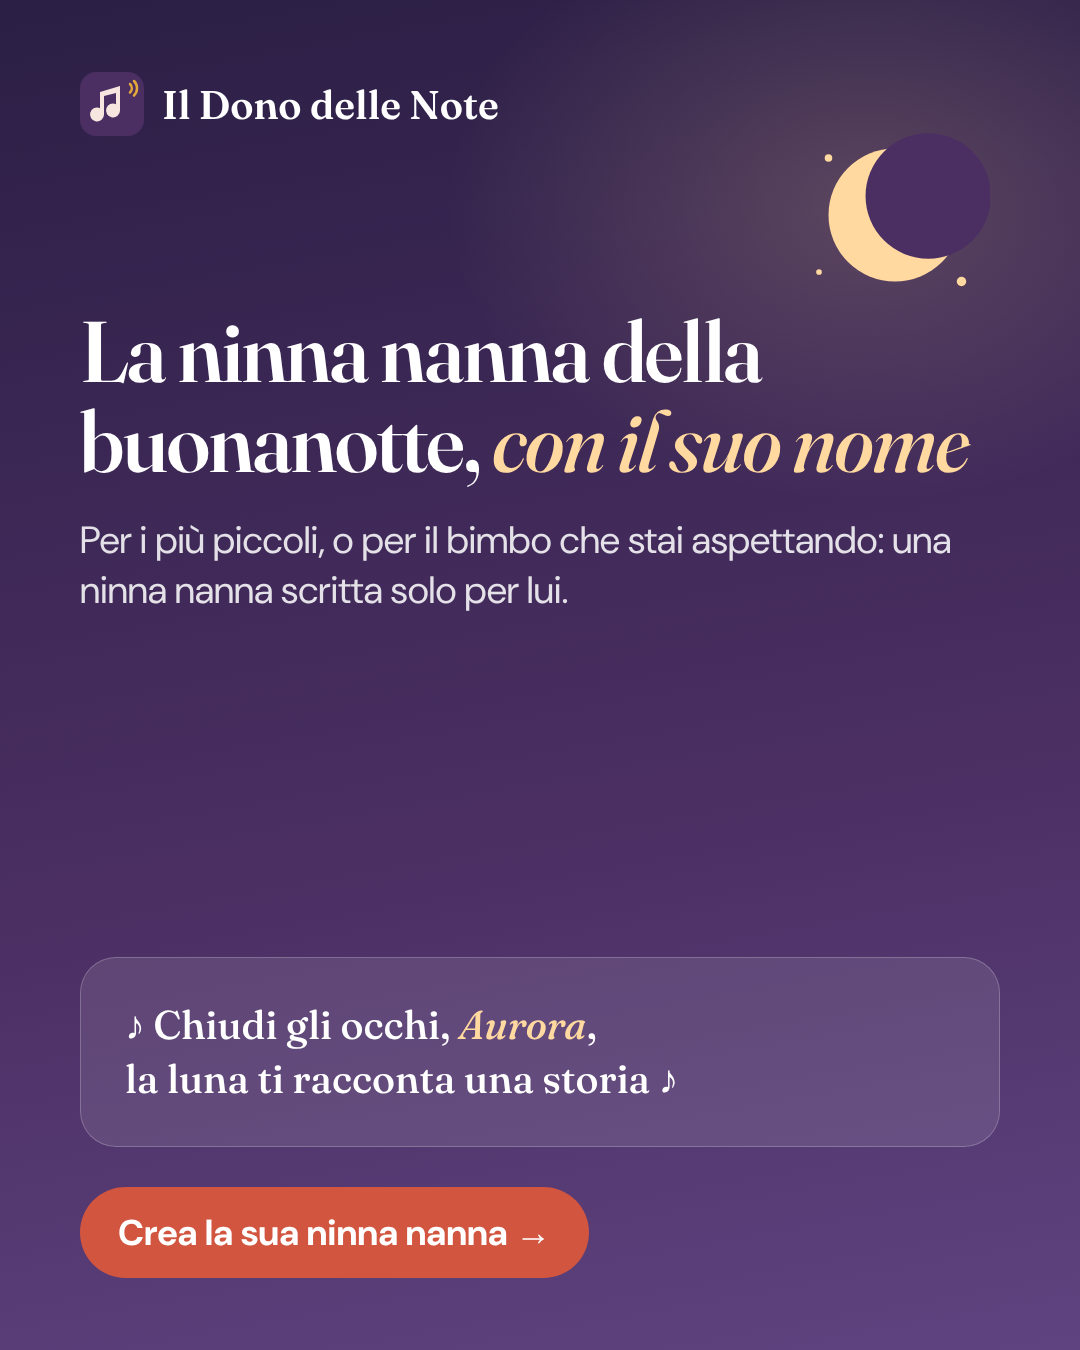 Il Dono delle Note
La ninna nanna della
buonanotte, con il suo nome
Per i più piccoli, o per il bimbo che stai aspettando: una
ninna nanna scritta solo per lui.
♪ Chiudi gli occhi, Aurora,
la luna ti racconta una storia ♪
Crea la sua ninna nanna →